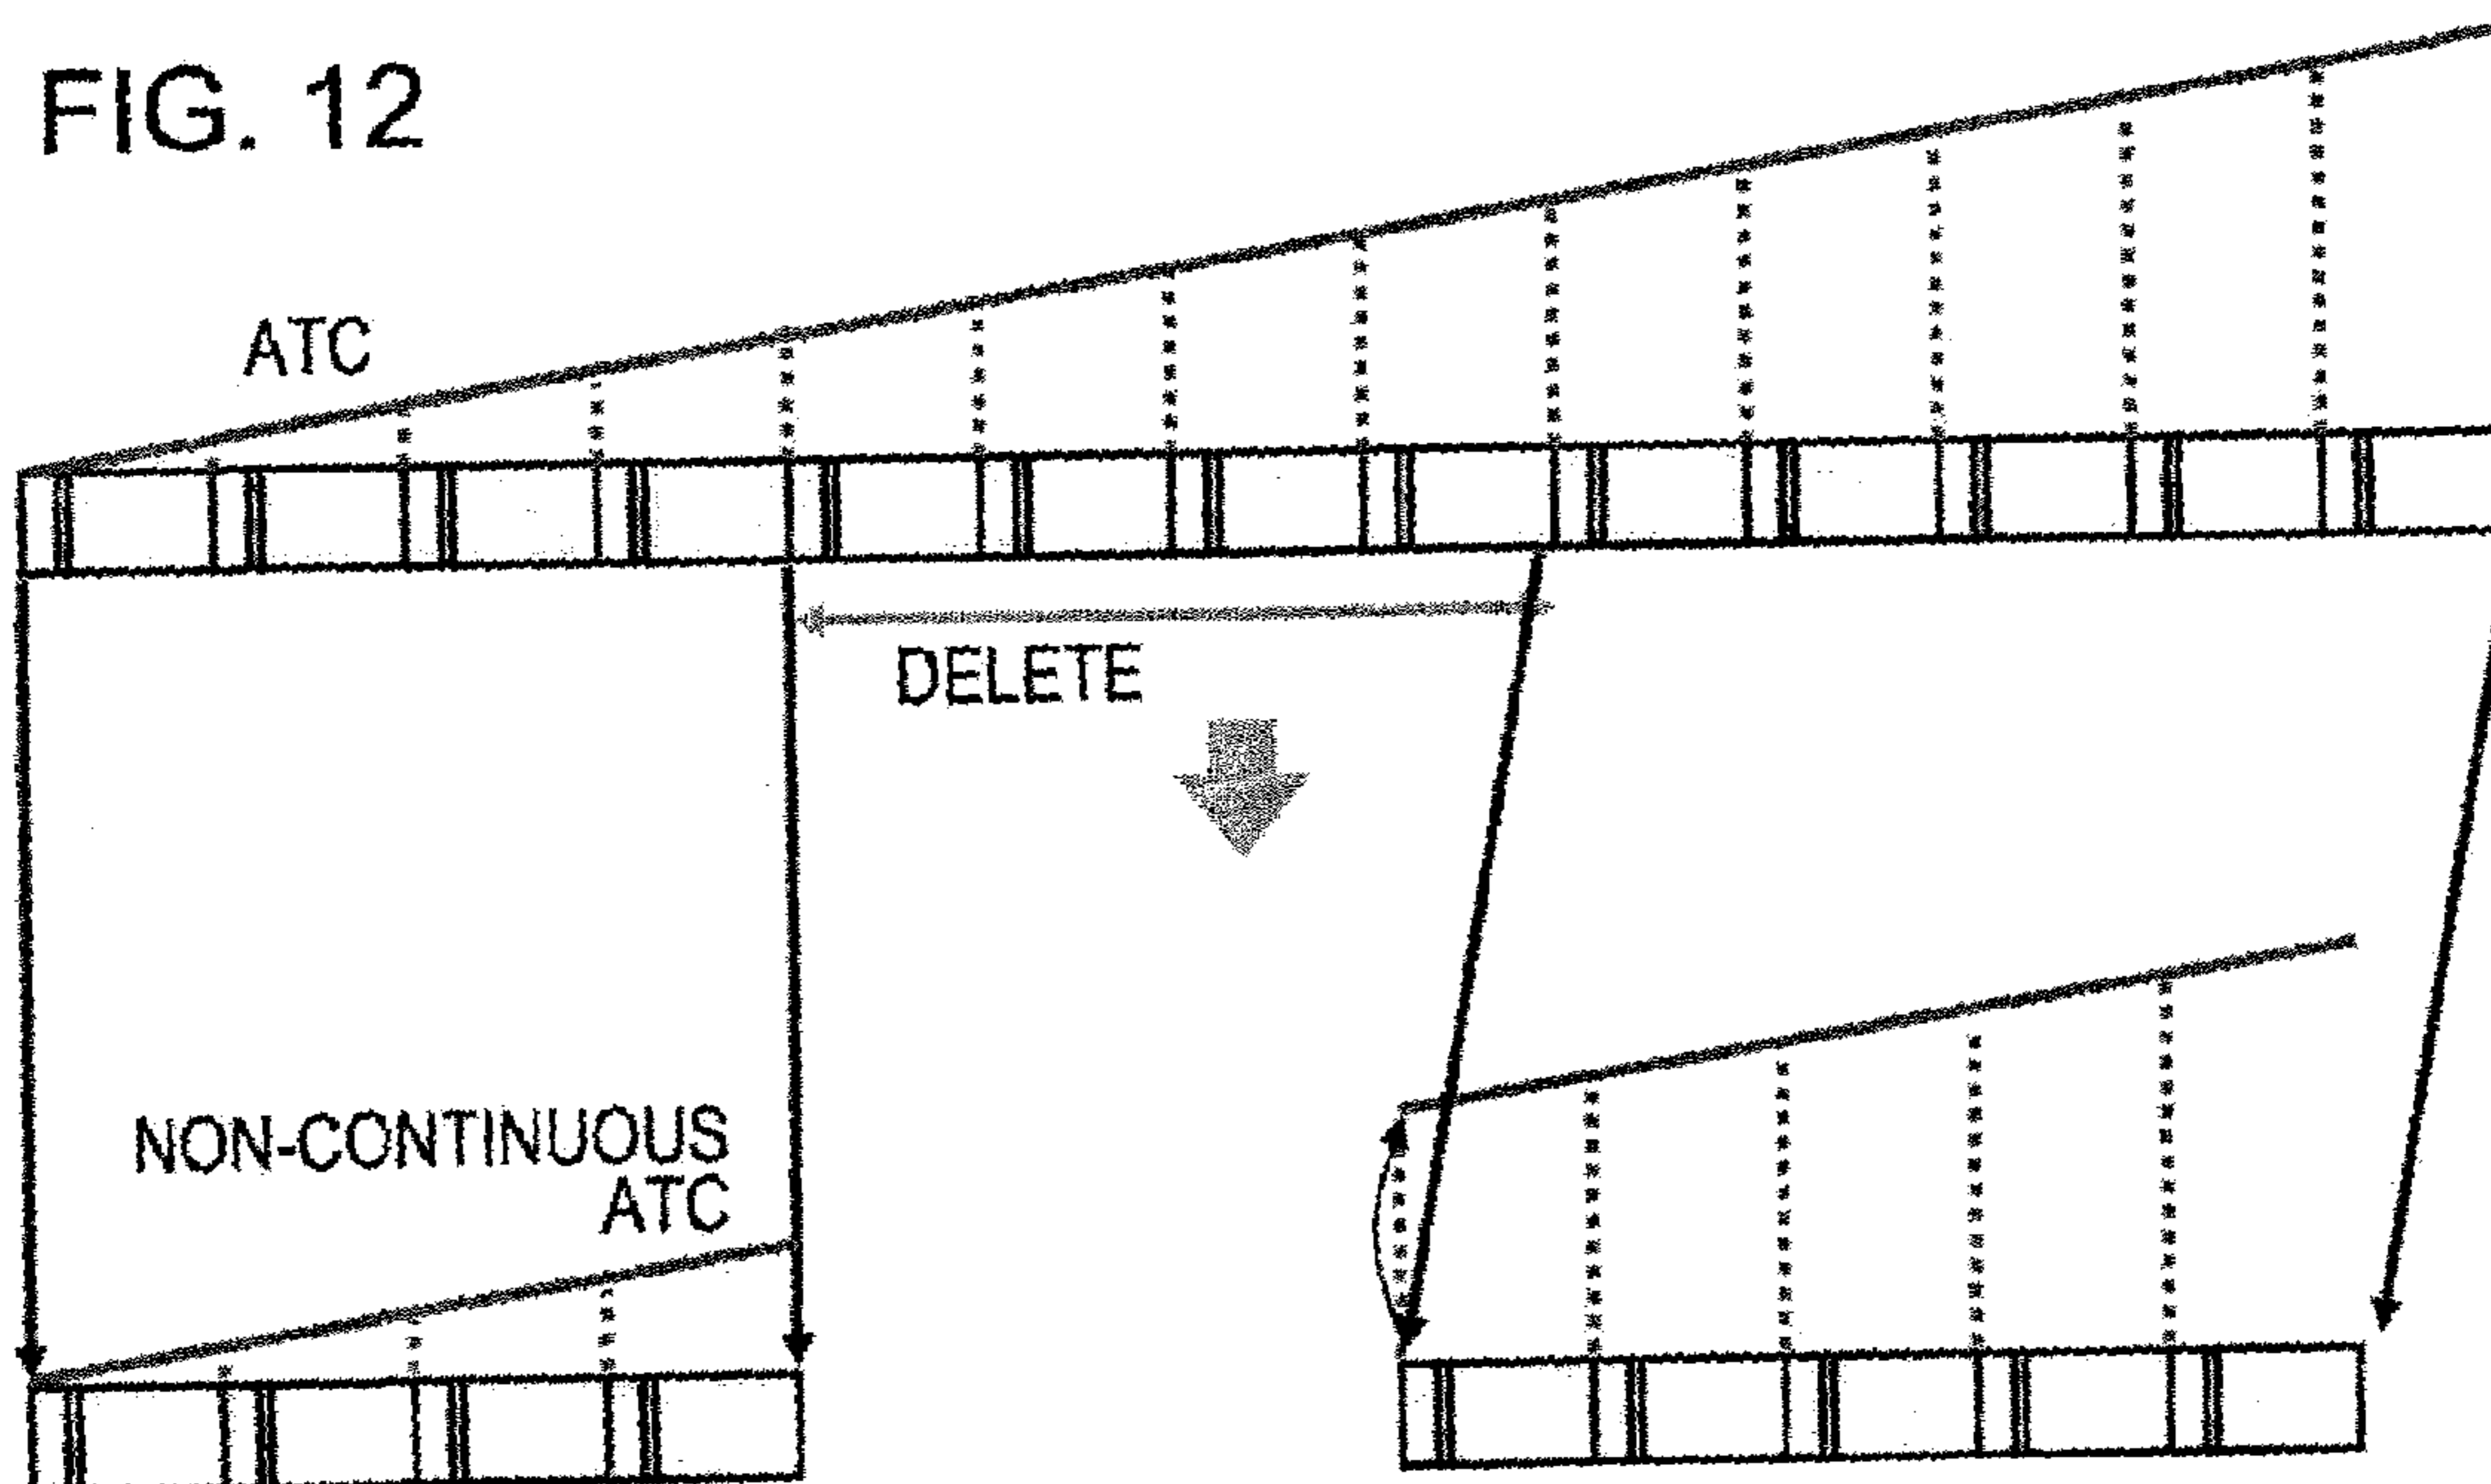 FIG. 12
ATC
DELETE
NON-CONTINUOUS
ATC